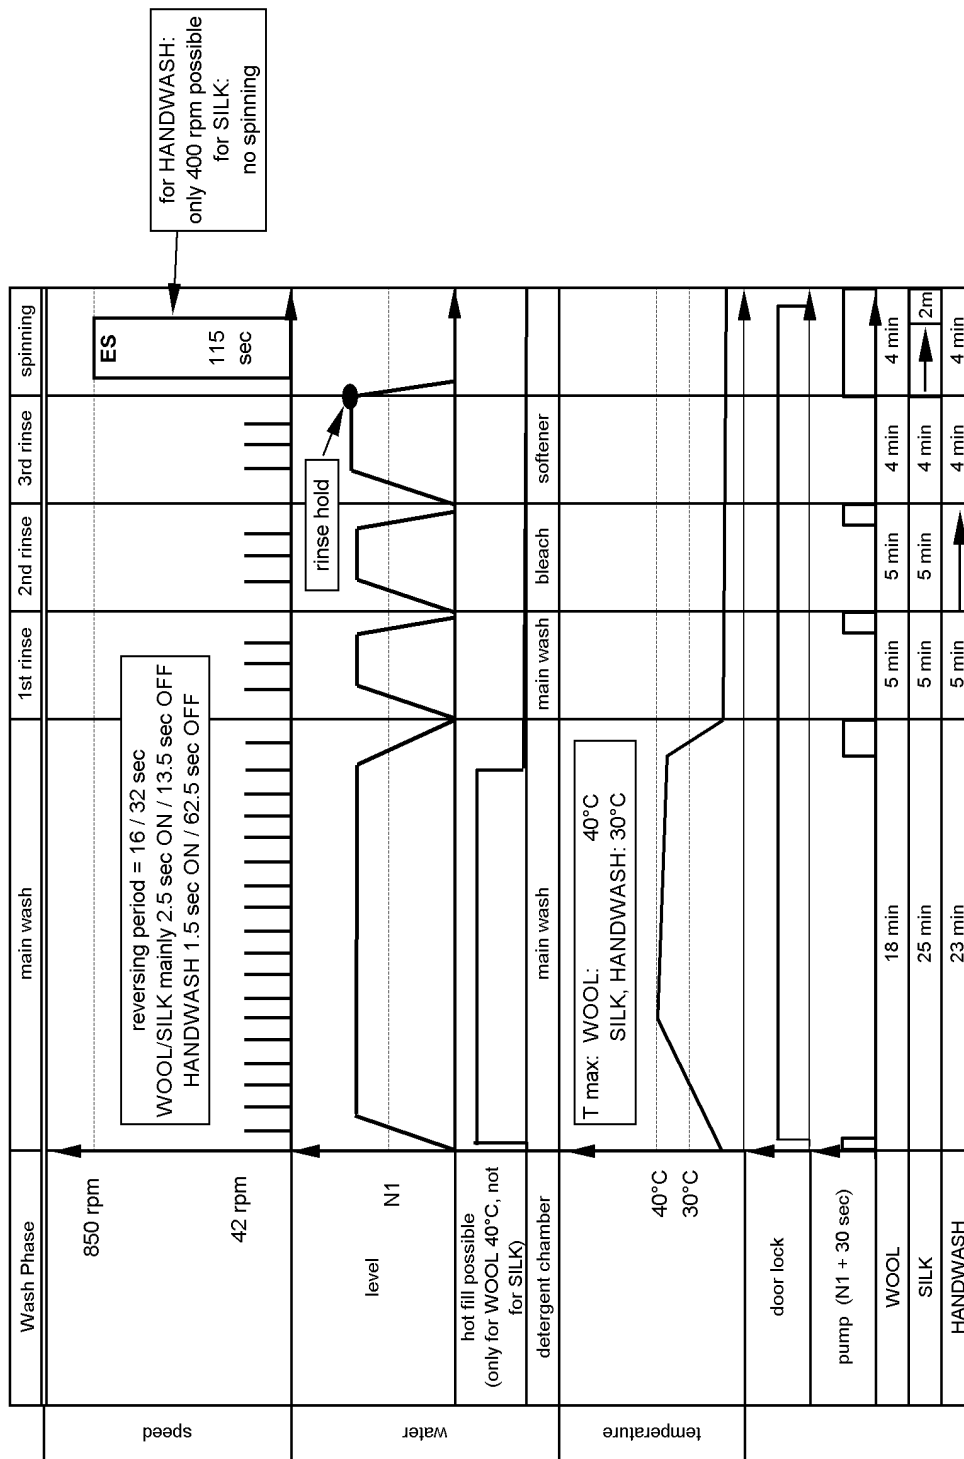 Wash Phase
main wash
1st rinse
2nd rinse
3rd rinse
spinning
speed
850 rpm
42 rpm
reversing period = 16 / 32 sec
WOOL/SILK mainly 2.5 sec ON / 13.5 sec OFF
HANDWASH 1.5 sec ON / 62.5 sec OFF
ES
115
sec
for HANDWASH:
only 400 rpm possible
for SILK:
no spinning
water
level
N1
rinse hold
hot fill possible
(only for WOOL 40°C, not
for SILK)
detergent chamber
main wash
main wash
bleach
softener
temperature
40°C
30°C
T max: WOOL: 40°C
SILK, HANDWASH: 30°C
door lock
pump (N1 + 30 sec)
WOOL
18 min
5 min
5 min
4 min
4 min
SILK
25 min
5 min
5 min
4 min
2m
HANDWASH
23 min
5 min
4 min
4 min